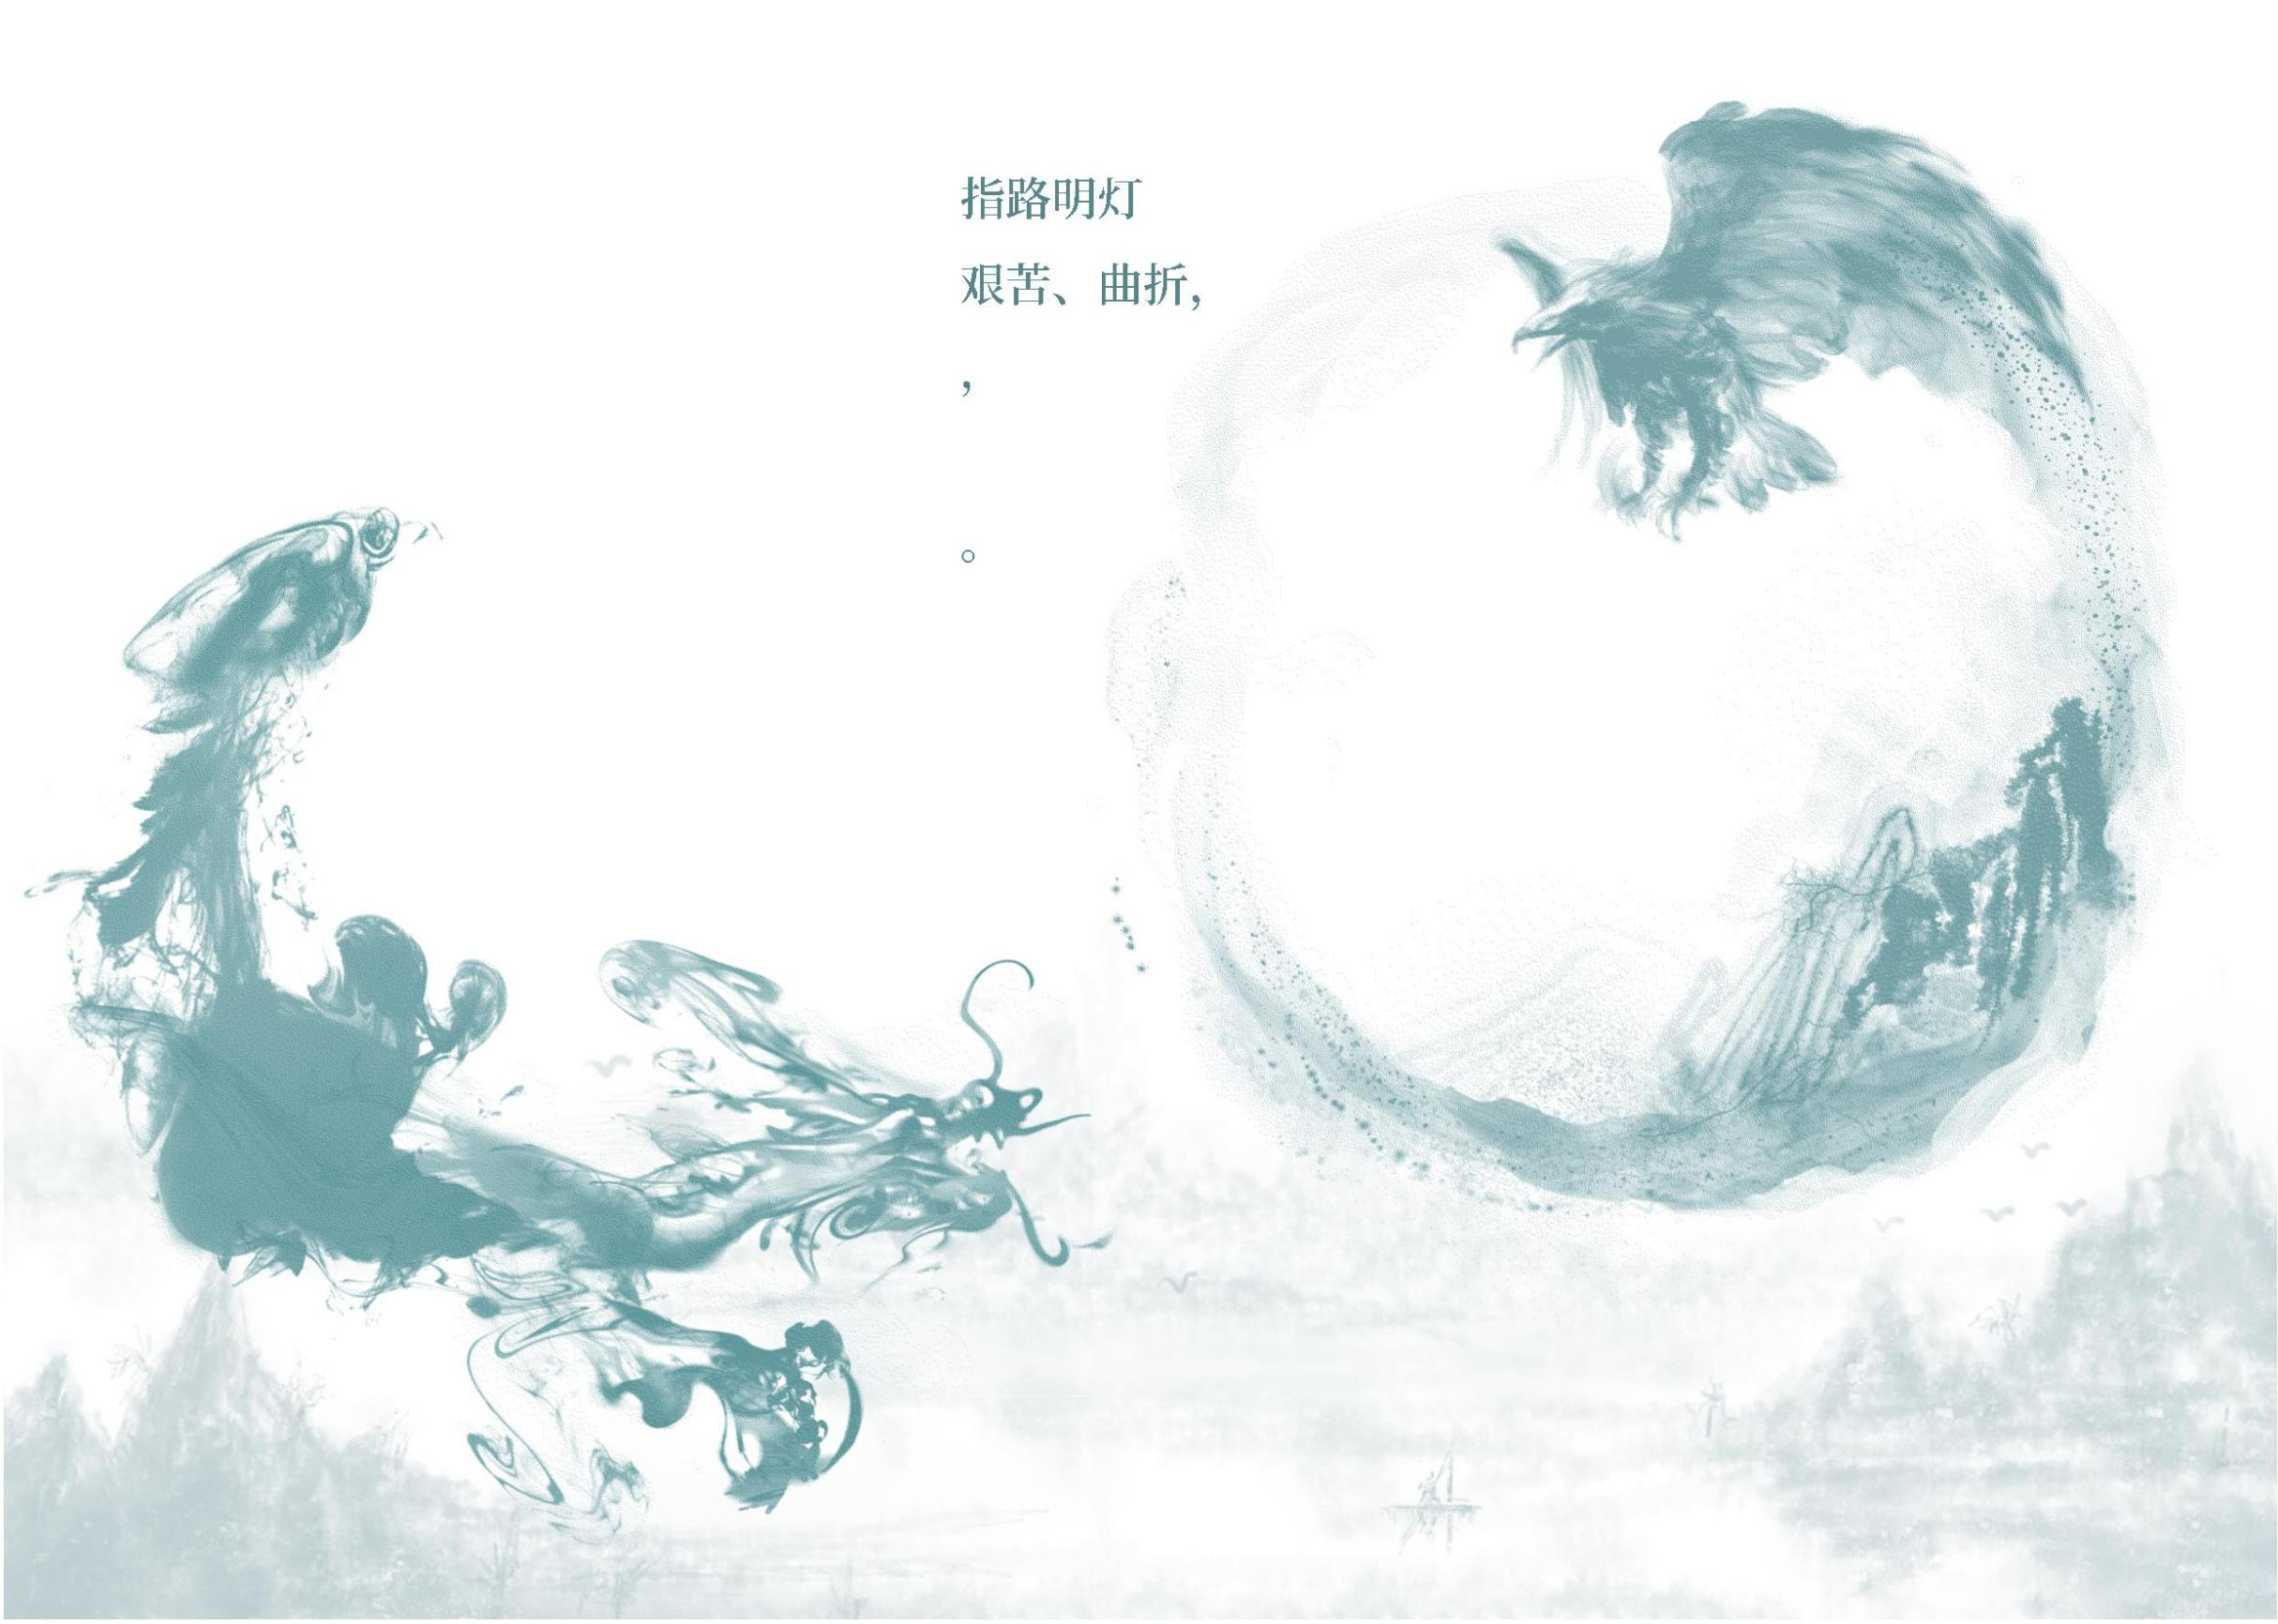 指路明灯
艰苦、曲折,
，
。